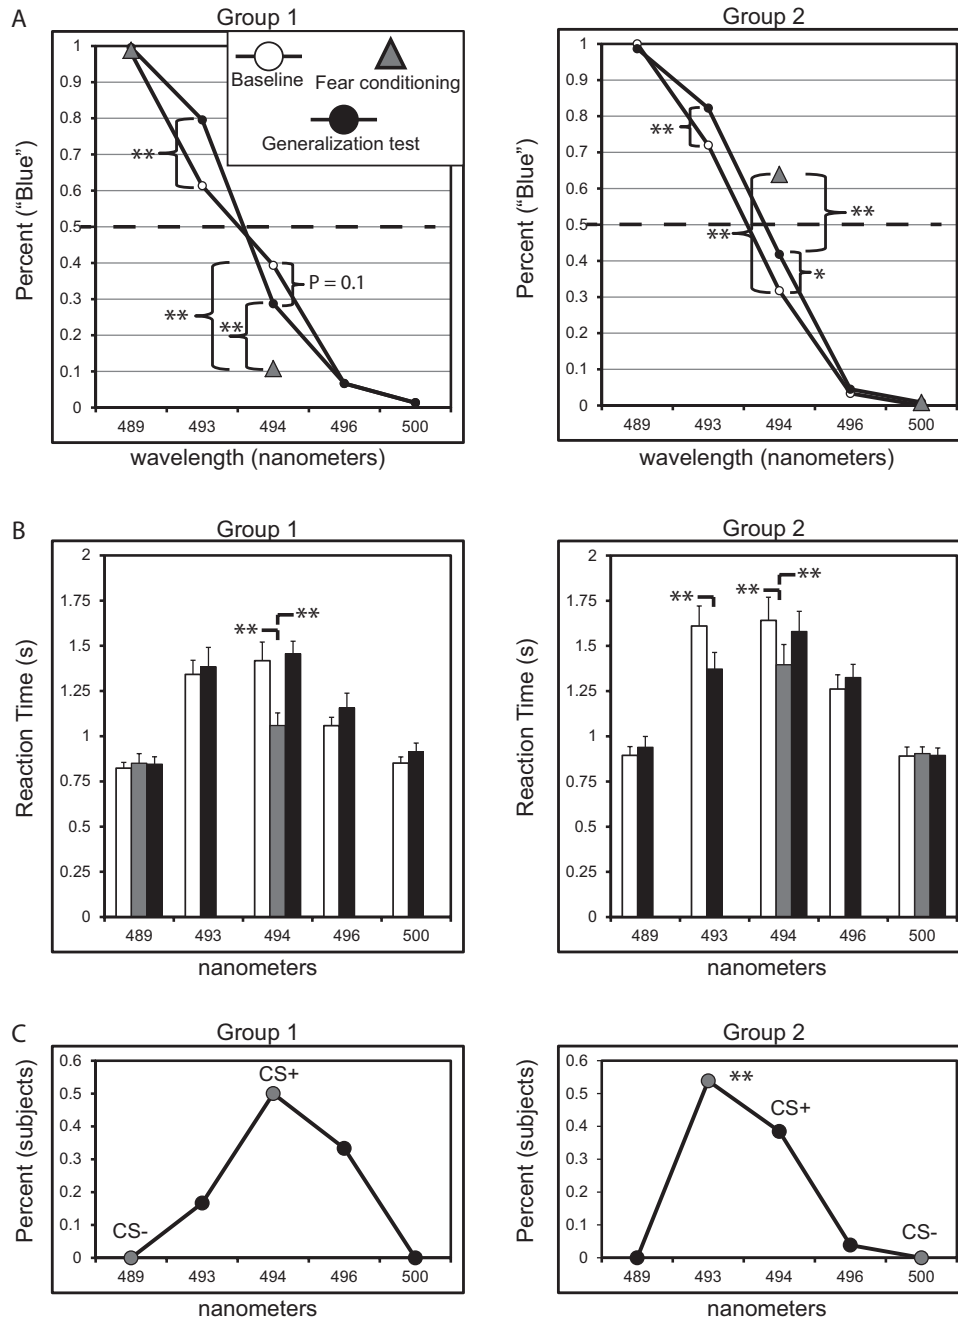 A
Group 1
Group 2
Baseline
Fear conditioning
Generalization test
Percent ("Blue")
1
0.9
0.8
0.7
0.6
0.5
0.4
0.3
0.2
0.1
0
**
**
**
P = 0.1
489 493 494 496 500
wavelength (nanometers)
Percent ("Blue")
1
0.9
0.8
0.7
0.6
0.5
0.4
0.3
0.2
0.1
0
**
**
**
*
489 493 494 496 500
wavelength (nanometers)
B
Group 1
Group 2
Reaction Time (s)
2
1.75
1.5
1.25
1
0.75
0.5
0.25
0
** **
489 493 494 496 500
nanometers
Reaction Time (s)
2
1.75
1.5
1.25
1
0.75
0.5
0.25
0
** ** **
489 493 494 496 500
nanometers
C
Group 1
Group 2
Percent (subjects)
0.6
0.5
0.4
0.3
0.2
0.1
0
CS+
CS-
489 493 494 496 500
nanometers
Percent (subjects)
0.6
0.5
0.4
0.3
0.2
0.1
0
**
CS+
CS-
489 493 494 496 500
nanometers